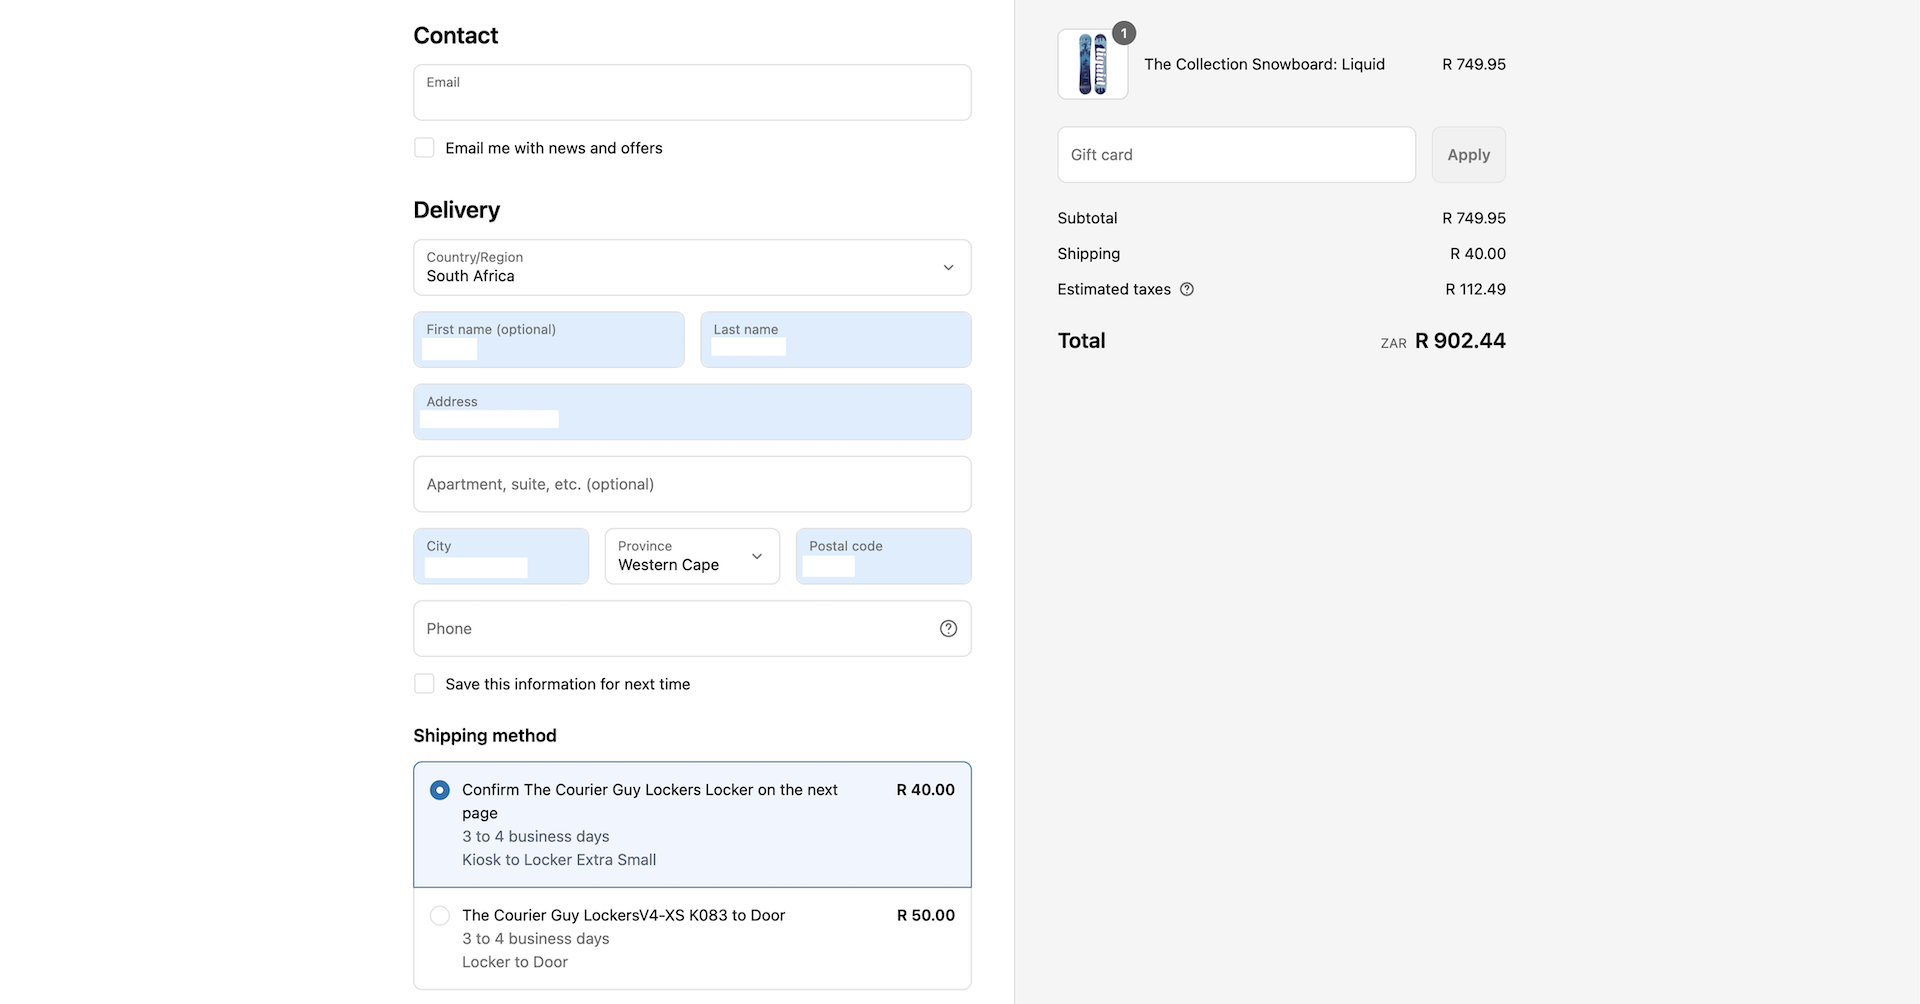 Contact
Email
Email me with news and offers
Delivery
Country/Region
South Africa
First name (optional)
Last name
Address
Apartment, suite, etc. (optional)
City
Province
Western Cape
Postal code
Phone
Save this information for next time
Shipping method
Confirm The Courier Guy Lockers Locker on the next R 40.00
page
3 to 4 business days
Kiosk to Locker Extra Small
The Courier Guy LockersV4-XS K083 to Door R 50.00
3 to 4 business days
Locker to Door
1
The Collection Snowboard: Liquid R 749.95
Gift card
Apply
Subtotal R 749.95
Shipping R 40.00
Estimated taxes R 112.49
Total ZAR R 902.44